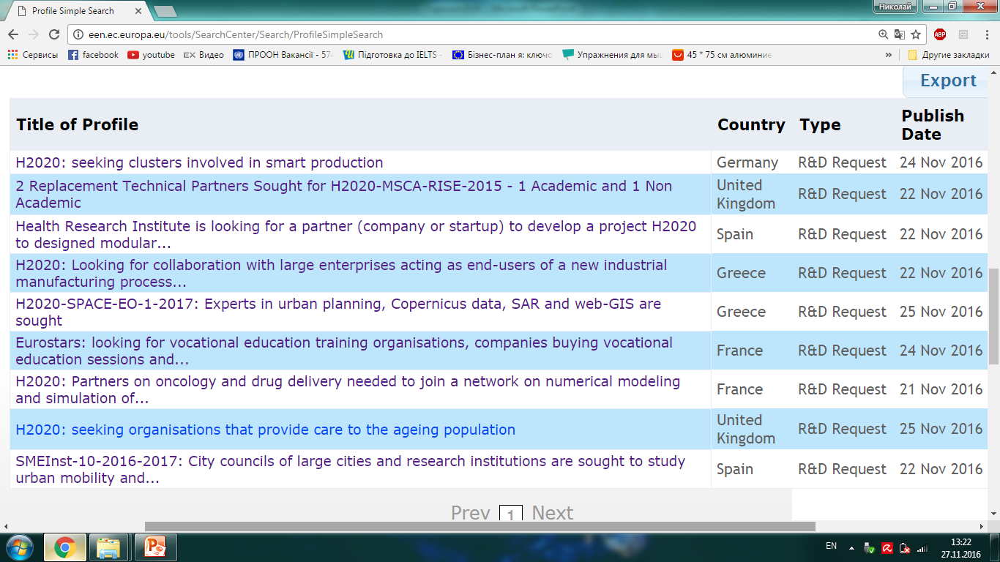 Profile Simple Search
Николай
een.ec.europa.eu/tools/SearchCenter/Search/ProfileSimpleSearch
ABP
Сервисы facebook youtube EX Видео ПРООН Вакансії - 574 Підготовка до IELTS - Бізнес-план я: ключо Упражнения для мыш 45 * 75 см алюминие » Другие закладки
Export
Title of Profile Country Type Publish
Date
H2020: seeking clusters involved in smart production Germany R&D Request 24 Nov 2016
2 Replacement Technical Partners Sought for H2020-MSCA-RISE-2015 - 1 Academic and 1 Non
Academic United
Kingdom R&D Request 22 Nov 2016
Health Research Institute is looking for a partner (company or startup) to develop a project H2020
to designed modular... Spain R&D Request 22 Nov 2016
H2020: Looking for collaboration with large enterprises acting as end-users of a new industrial
manufacturing process... Greece R&D Request 22 Nov 2016
H2020-SPACE-EO-1-2017: Experts in urban planning, Copernicus data, SAR and web-GIS are
sought Greece R&D Request 25 Nov 2016
Eurostars: looking for vocational education training organisations, companies buying vocational
education sessions and... France R&D Request 24 Nov 2016
H2020: Partners on oncology and drug delivery needed to join a network on numerical modeling
and simulation of... France R&D Request 21 Nov 2016
H2020: seeking organisations that provide care to the ageing population United
Kingdom R&D Request 25 Nov 2016
SMEInst-10-2016-2017: City councils of large cities and research institutions are sought to study
urban mobility and... Spain R&D Request 22 Nov 2016
Prev 1 Next
EN 13:22
27.11.2016